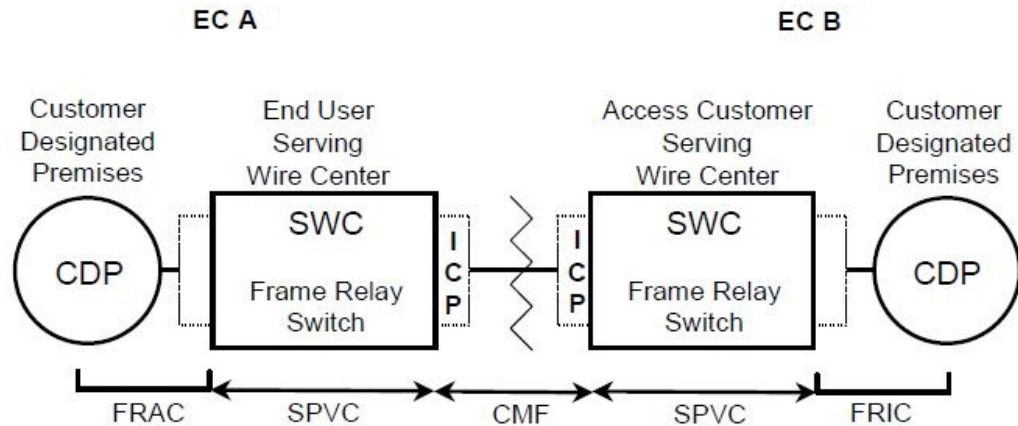 EC A
EC B
Customer
Designated
Premises
End User
Serving
Wire Center
Access Customer
Serving
Wire Center
Customer
Designated
Premises
CDP
SWC
Frame Relay
Switch
I
C
P
I
C
P
SWC
Frame Relay
Switch
CDP
FRAC
SPVC
CMF
SPVC
FRIC